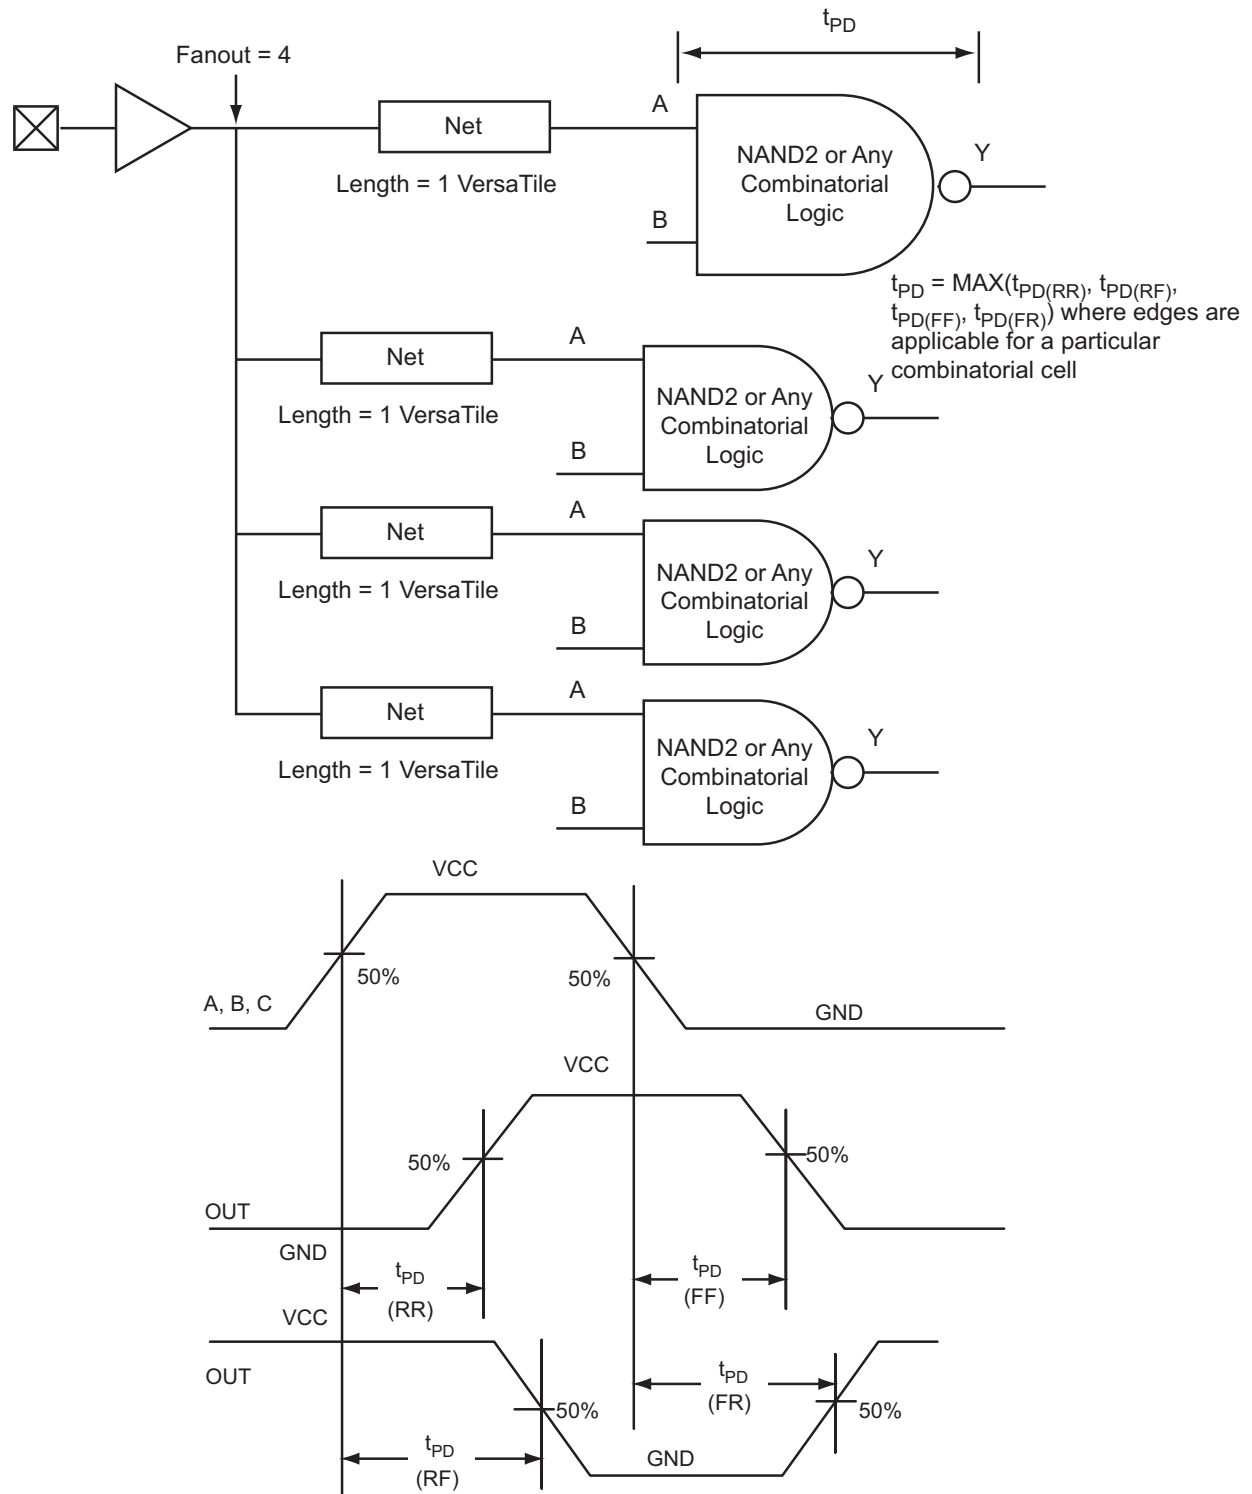 tPD
Fanout = 4
Net
Length = 1 VersaTile
A
B
NAND2 or Any
Combinatorial
Logic
Y
tPD = MAX(tPD(RR), tPD(RF),
tPD(FF), tPD(FR)) where edges are
applicable for a particular
combinatorial cell
Net
Length = 1 VersaTile
A
B
NAND2 or Any
Combinatorial
Logic
Y
Net
Length = 1 VersaTile
A
B
NAND2 or Any
Combinatorial
Logic
Y
Net
Length = 1 VersaTile
A
B
NAND2 or Any
Combinatorial
Logic
Y
VCC
50%
50%
A, B, C
GND
VCC
50%
50%
OUT
GND
tPD
(RR)
tPD
(FF)
VCC
OUT
tPD
(FR)
50%
50%
tPD
(RF)
GND